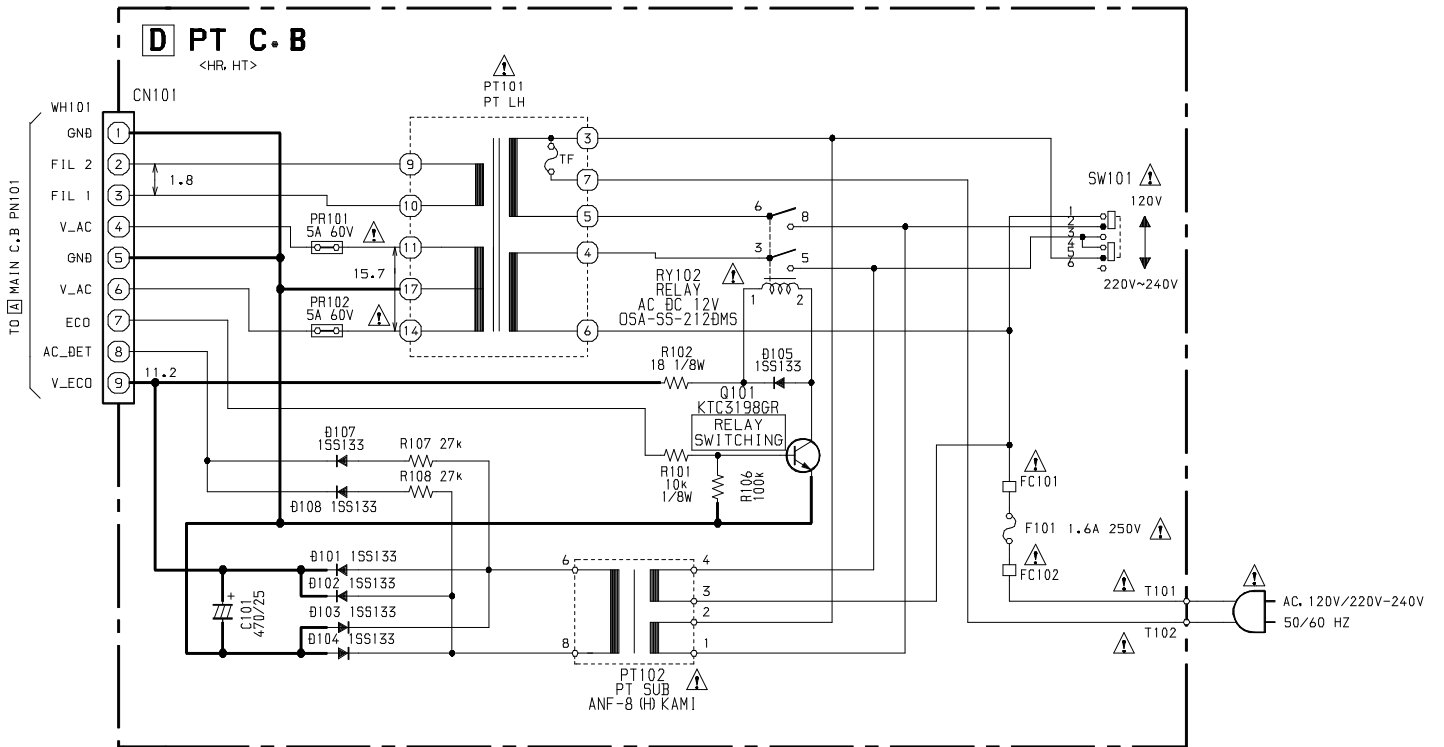 D PT C.B
<HR, HT>
CN101
WH101
TO A MAIN C.B PN101
GND 1
FIL 2 2
FIL 1 3
V_AC 4
GND 5
V_AC 6
ECO 7
AC_DET 8
V_ECO 9
1.8
15.7
11.2
PT101
PT LH
TF
9
10
11
17
14
3
7
5
4
6
PR101
5A 60V
PR102
5A 60V
6
8
3
5
1 2
RY102
RELAY
AC DC 12V
OSA-SS-212DMS
SW101
120V
1
2
3
4
5
6
220V~240V
R102
18 1/8W
D105
1SS133
Q101
KTC3198GR
RELAY
SWITCHING
R101
10k
1/8W
R106
100k
D107
1SS133
R107 27k
R108 27k
D108 1SS133
D101 1SS133
D102 1SS133
D103 1SS133
D104 1SS133
C101
470/25
+
6
8
4
3
2
1
PT102
PT SUB
ANF-8 (H) KAMI
FC101
F101 1.6A 250V
FC102
T101
T102
AC. 120V/220V-240V
50/60 HZ